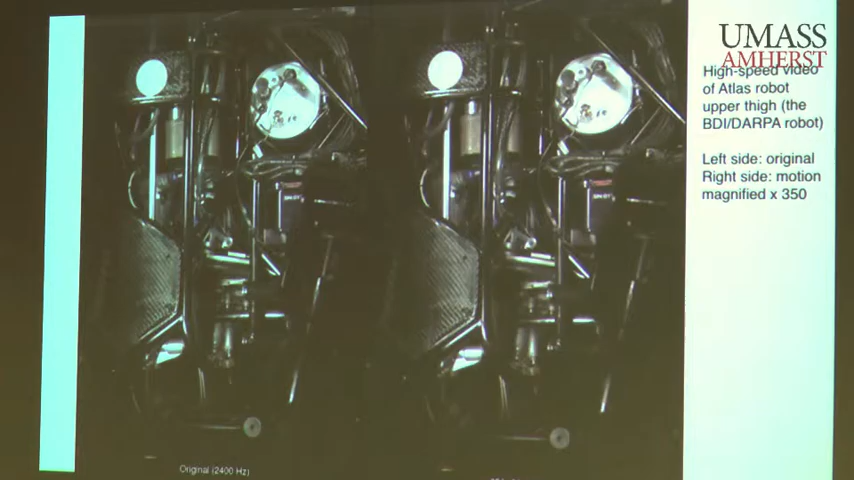 UMASS
AMHERST
High-speed video
of Atlas robot
upper thigh (the
BDI/DARPA robot)
Left side: original
Right side: motion
magnified x 350
Original (2400 Hz)